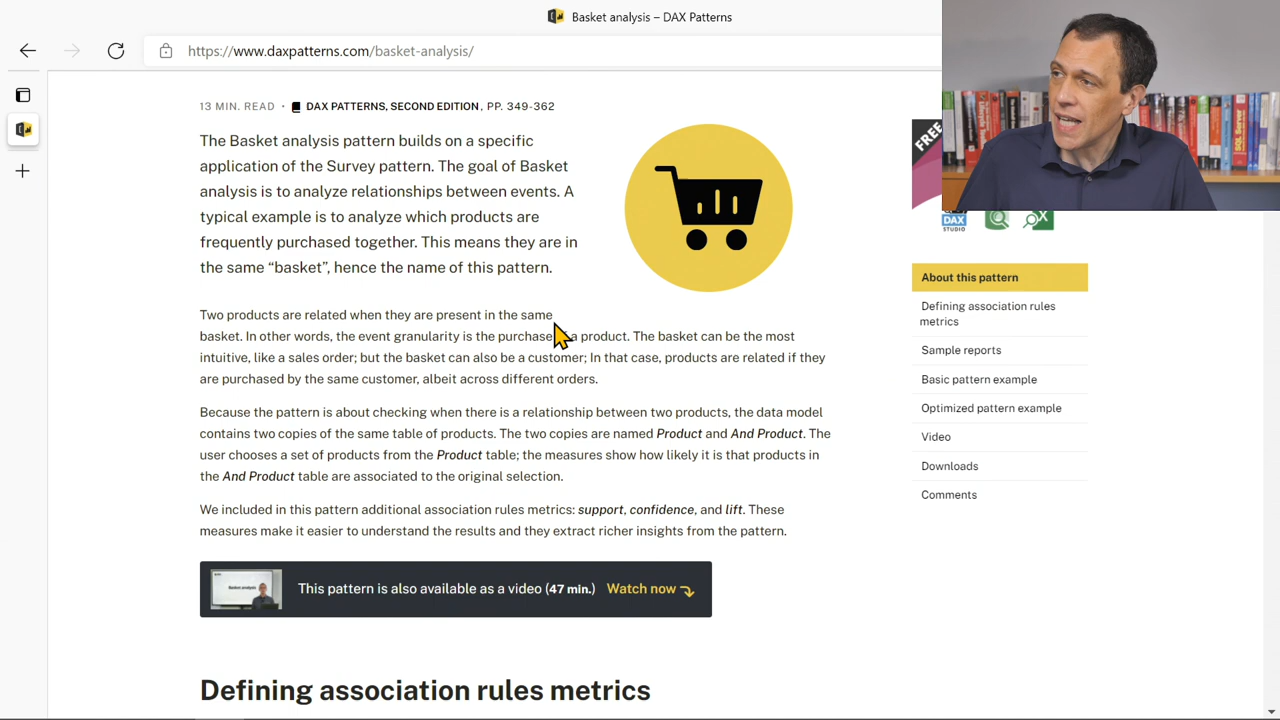 Basket analysis – DAX Patterns
https://www.daxpatterns.com/basket-analysis/
13 MIN. READ • DAX PATTERNS, SECOND EDITION, PP. 349-362
The Basket analysis pattern builds on a specific
application of the Survey pattern. The goal of Basket
analysis is to analyze relationships between events. A
typical example is to analyze which products are
frequently purchased together. This means they are in
the same “basket”, hence the name of this pattern.
Two products are related when they are present in the same
basket. In other words, the event granularity is the purchase a product. The basket can be the most
intuitive, like a sales order; but the basket can also be a customer; In that case, products are related if they
are purchased by the same customer, albeit across different orders.
Because the pattern is about checking when there is a relationship between two products, the data model
contains two copies of the same table of products. The two copies are named Product and And Product. The
user chooses a set of products from the Product table; the measures show how likely it is that products in
the And Product table are associated to the original selection.
We included in this pattern additional association rules metrics: support, confidence, and lift. These
measures make it easier to understand the results and they extract richer insights from the pattern.
Basket analysis
This pattern is also available as a video (47 min.) Watch now
Defining association rules metrics
FREE
DAX
STUDIO
About this pattern
Defining association rules
metrics
Sample reports
Basic pattern example
Optimized pattern example
Video
Downloads
Comments
SQL Server